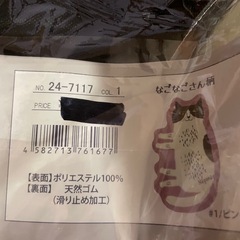 NO. 24-7117 COL 1
PRICE
4582713761677
【表面】ポリエステル100%
【裏面】 天然ゴム
(滑り止め加工)
なごなごさん柄
#1/ピン